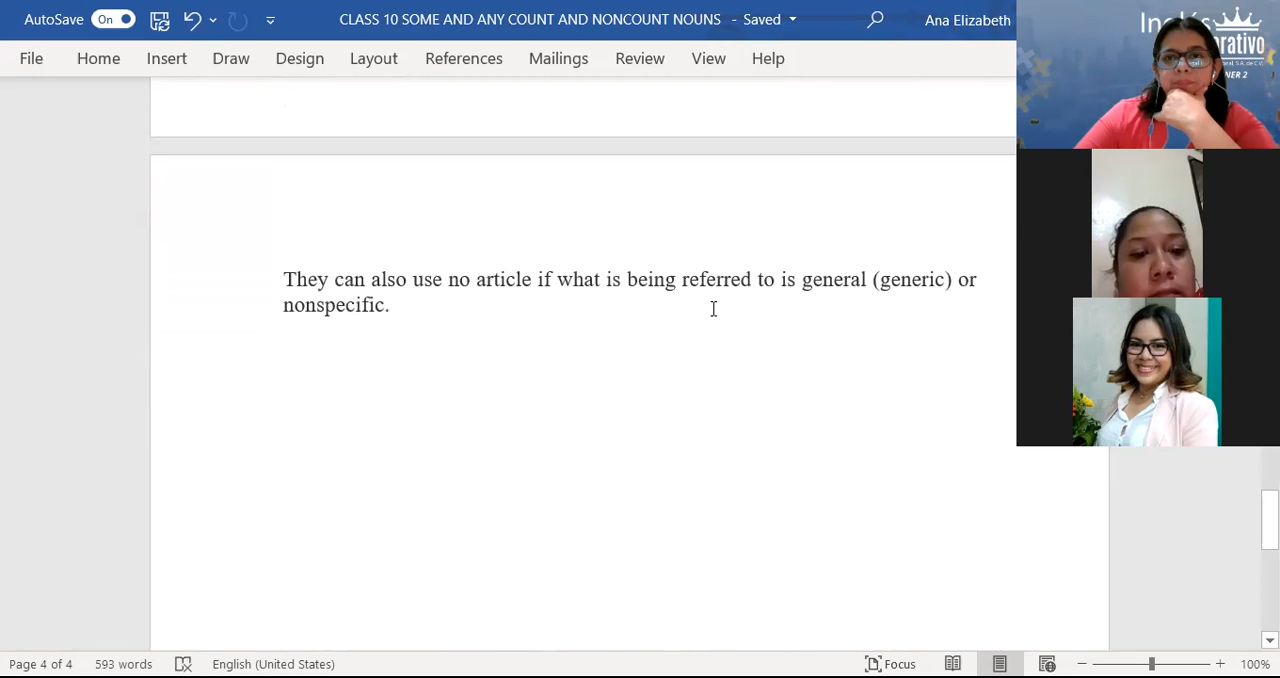 AutoSave On CLASS 10 SOME AND ANY COUNT AND NONCOUNT NOUNS - Saved Ana Elizabeth
File Home Insert Draw Design Layout References Mailings Review View Help
They can also use no article if what is being referred to is general (generic) or
nonspecific.
Page 4 of 4 593 words English (United States) Focus 100%